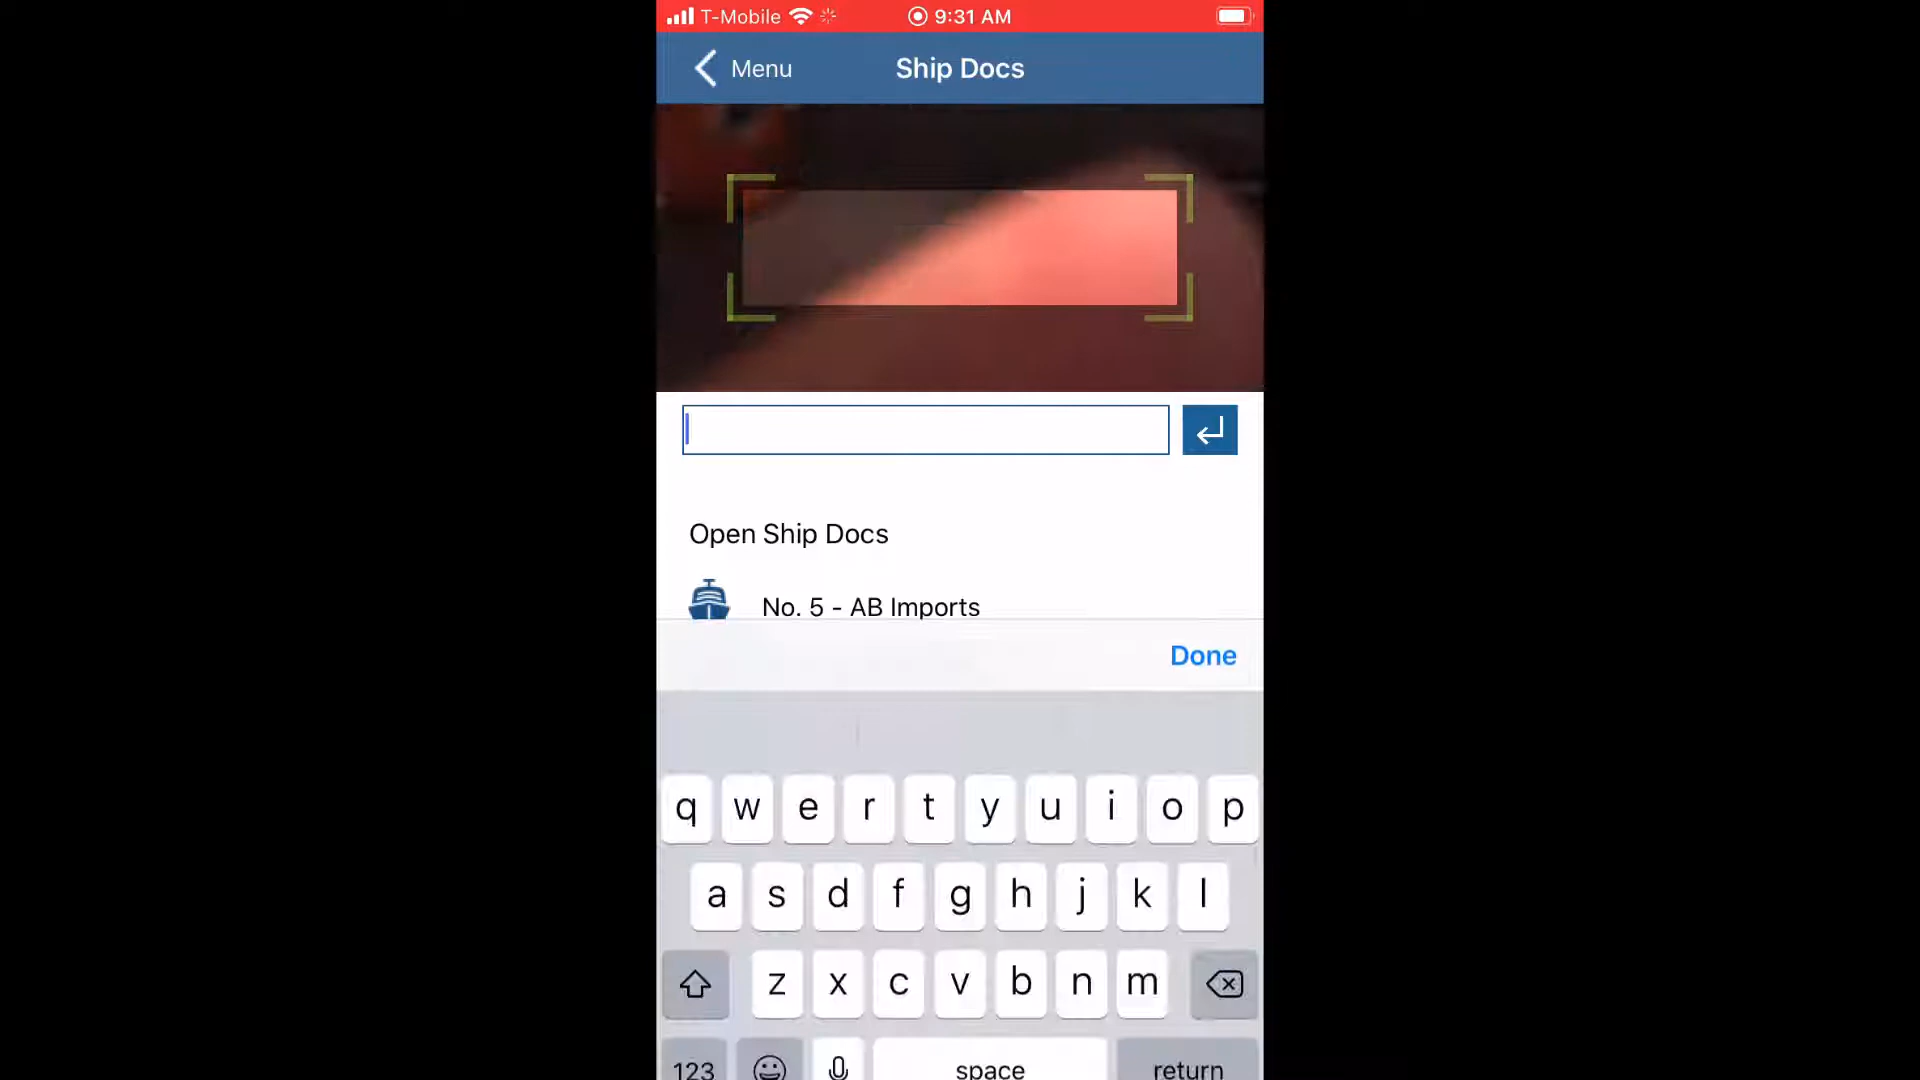 T-Mobile 9:31 AM
Menu Ship Docs
Open Ship Docs
No. 5 - AB Imports
Done
q w e r t y u i o p
a s d f g h j k l
z x c v b n m
123 space return